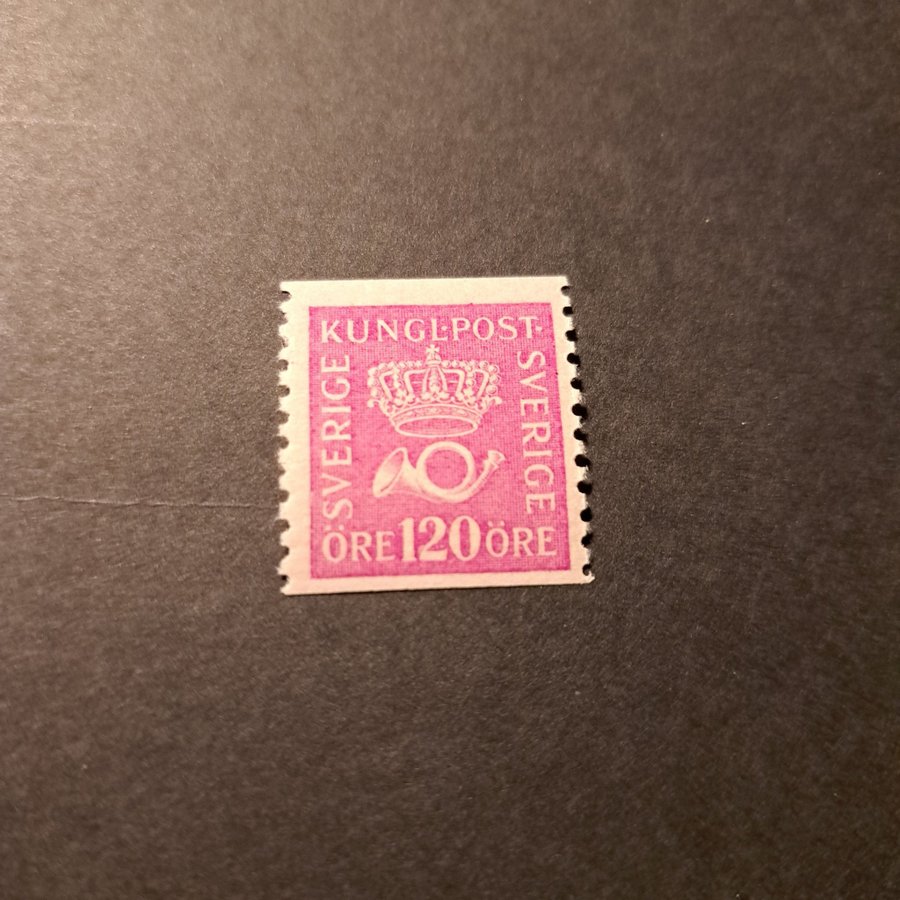 KUNGL·POST·
SVERIGE
SVERIGE
ÖRE 120 ÖRE